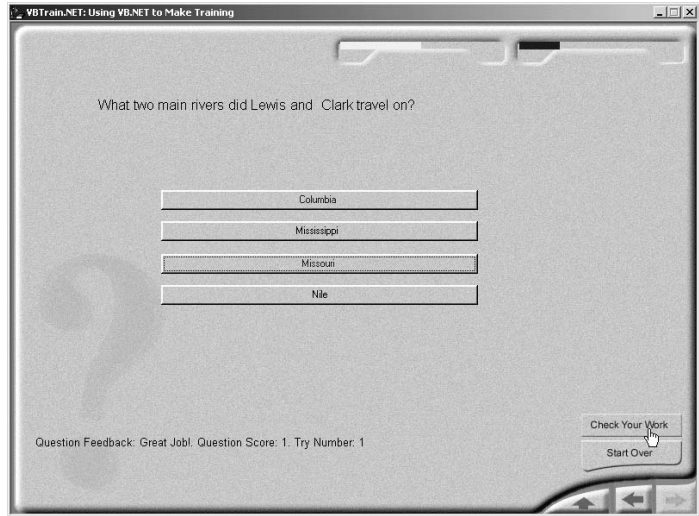 VBTrain.NET: Using VB.NET to Make Training
What two main rivers did Lewis and Clark travel on?
Columbia
Mississippi
Missouri
Nile
Check Your Work
Question Feedback: Great Job!. Question Score: 1. Try Number: 1
Start Over